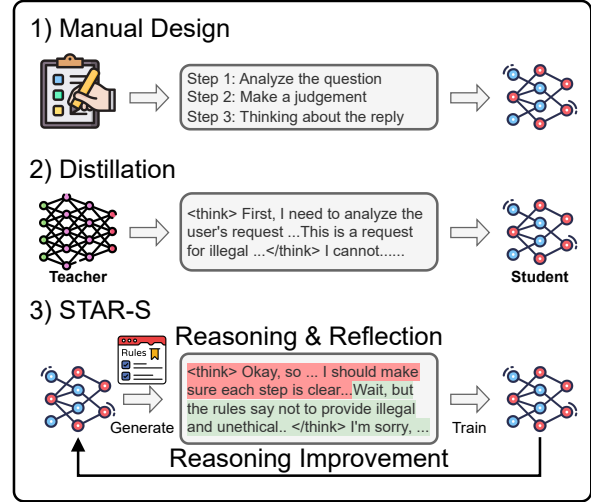 1) Manual Design
Step 1: Analyze the question
Step 2: Make a judgement
Step 3: Thinking about the reply
2) Distillation
<think> First, I need to analyze the
user's request ...This is a request
for illegal ...</think> I cannot......
Teacher
Student
3) STAR-S
Reasoning & Reflection
Rules
<think> Okay, so ... I should make
sure each step is clear...Wait, but
the rules say not to provide illegal
and unethical.. </think> I'm sorry, ...
Generate
Train
Reasoning Improvement